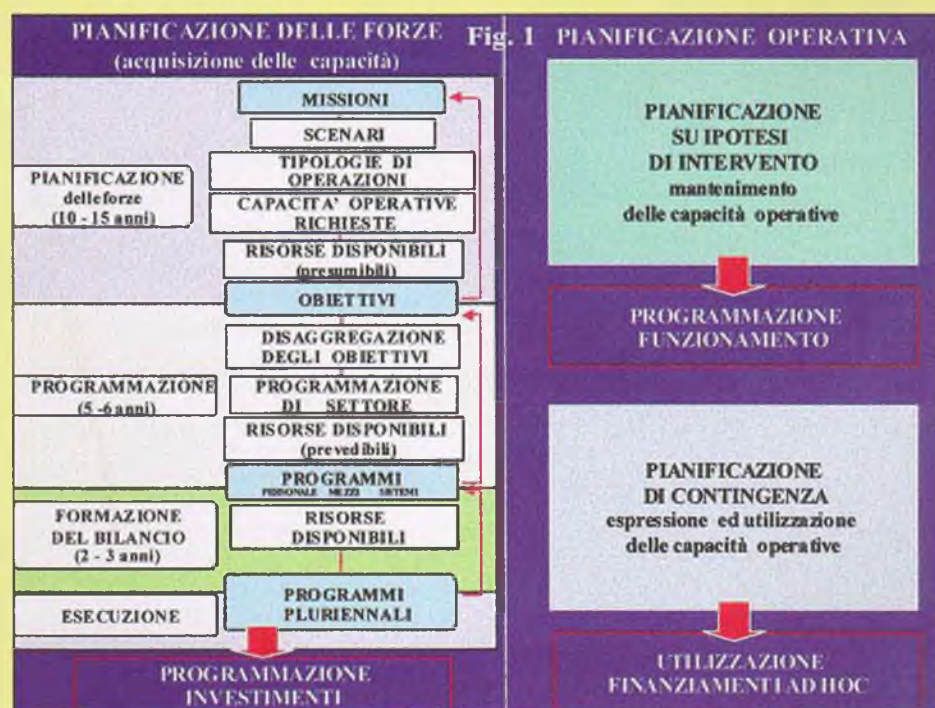 PIANIFICAZIONE DELLE FORZE
(acquisizione delle capacità)
Fig. 1
PIANIFICAZIONE OPERATIVA
MISSIONI
SCENARI
TIPOLOGIE DI
OPERAZIONI
CAPACITA' OPERATIVE
RICHIESTE
RISORSE DISPONIBILI
(presumibili)
OBIETTIVI
PIANIFICAZIONE
delle forze
(10 - 15 anni)
DISAGGREGAZIONE
DEGLI OBIETTIVI
PROGRAMMAZIONE
DI SETTORE
RISORSE DISPONIBILI
(prevedibili)
PROGRAMMI
PERSONALE MEZZI SISTEMI
PROGRAMMAZIONE
(5 -6 anni)
RISORSE
DISPONIBILI
FORMAZIONE
DEL BILANCIO
(2 - 3 anni)
PROGRAMMI
PLURIENNALI
ESECUZIONE
PROGRAMMAZIONE
INVESTIMENTI
PIANIFICAZIONE
SU IPOTESI
DI INTERVENTO
mantenimento
delle capacità operative
PROGRAMMAZIONE
FUNZIONAMENTO
PIANIFICAZIONE
DI CONTINGENZA
espressione ed utilizzazione
delle capacità operative
UTILIZZAZIONE
FINANZIAMENTI AD HOC